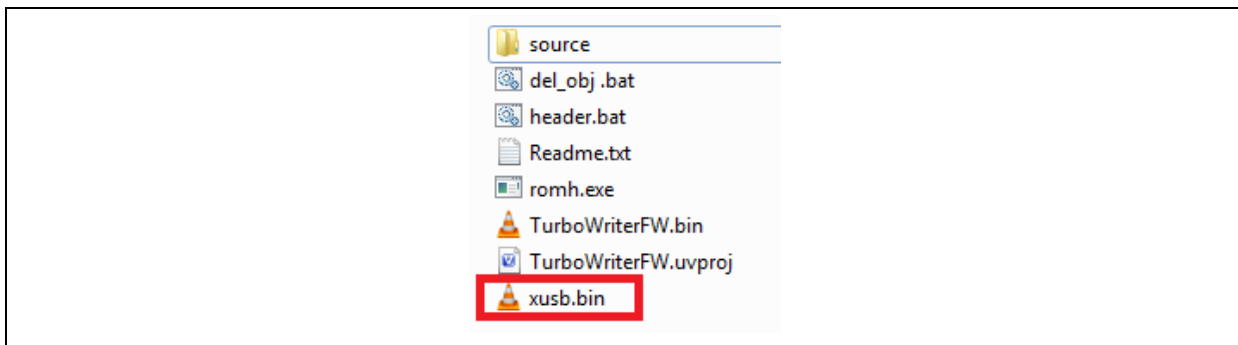 source
del_obj .bat
header.bat
Readme.txt
romh.exe
TurboWriterFW.bin
TurboWriterFW.uvproj
xusb.bin